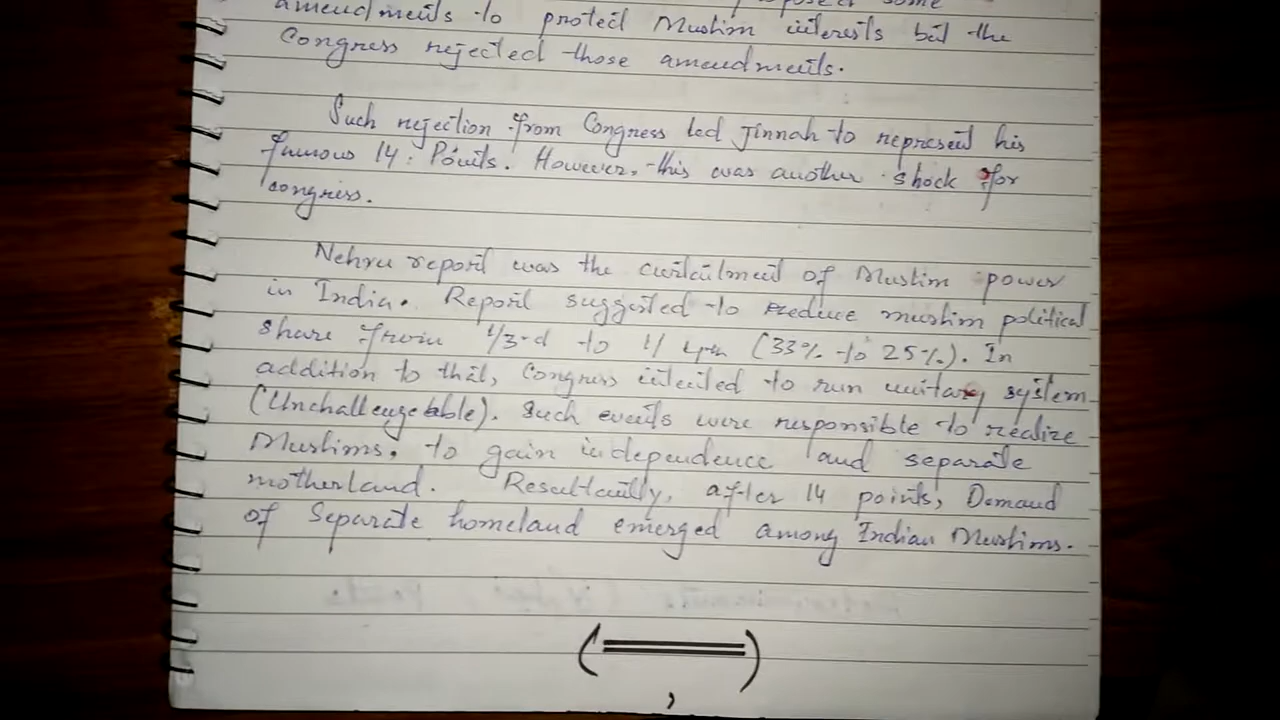 some
amendments to protect Muslim interests but the
Congress rejected those amendments.
Such rejection from Congress led Jinnah to represent his
famous 14: Points. However, this was another shock for
congress.
Nehru report was the curtailment of Muslim power
in India. Report suggested to reduce muslim political
share from 1/3-d to 1/4th (33% to 25%). In
addition to that, Congress intented to run unitary system
(Unchallengeable). Such events were responsible to realize
Muslims, to gain independence and separate
motherland. Resultantly, after 14 points, Demand
of Separate homeland emerged among Indian Muslims.